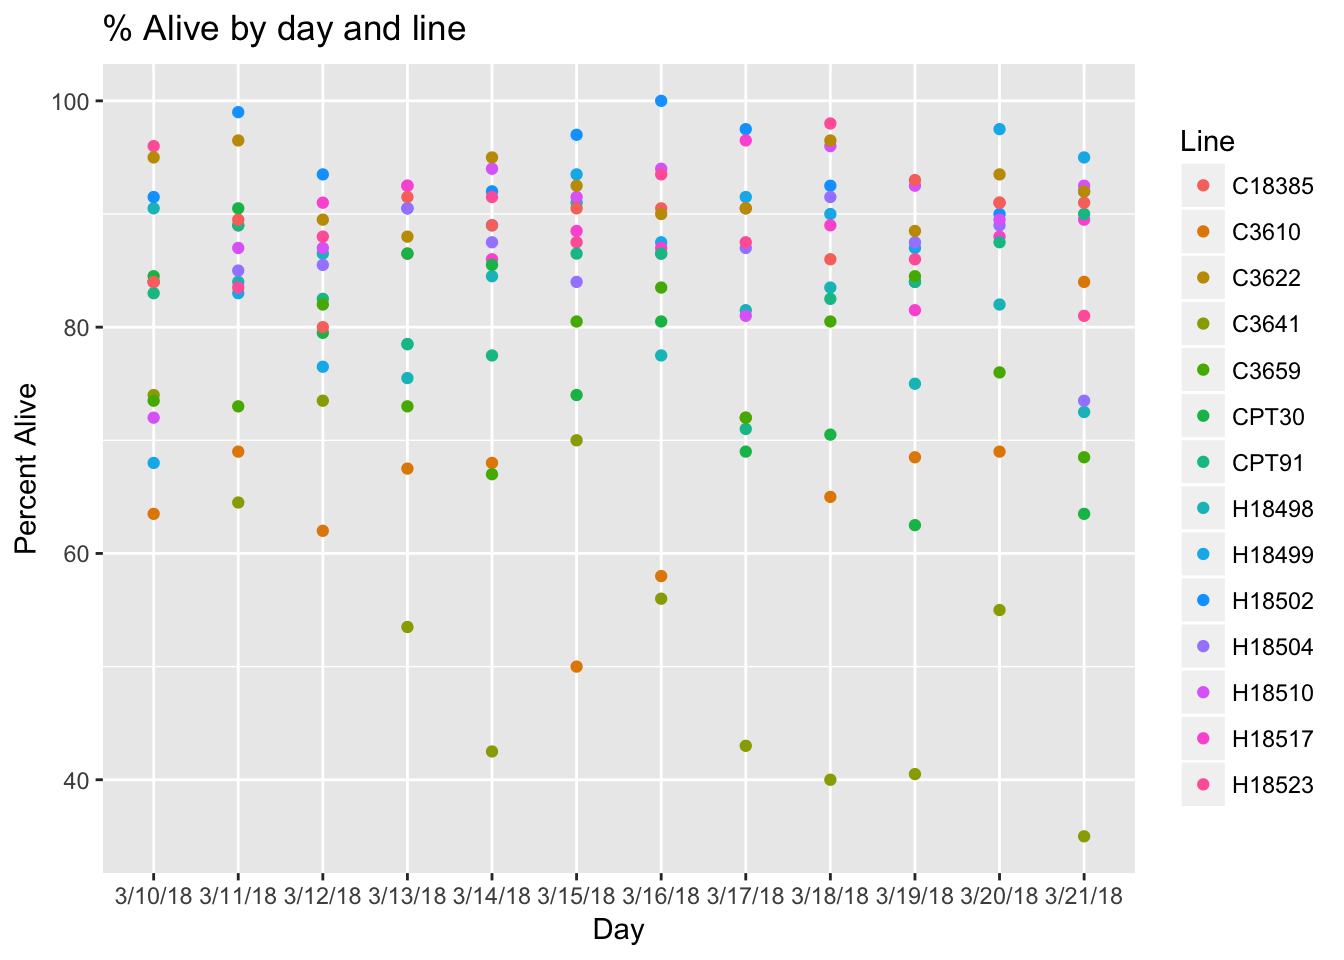 % Alive by day and line
Percent Alive
100
80
60
40
3/10/18 3/11/18 3/12/18 3/13/18 3/14/18 3/15/18 3/16/18 3/17/18 3/18/18 3/19/18 3/20/18 3/21/18
Day
Line
C18385
C3610
C3622
C3641
C3659
CPT30
CPT91
H18498
H18499
H18502
H18504
H18510
H18517
H18523